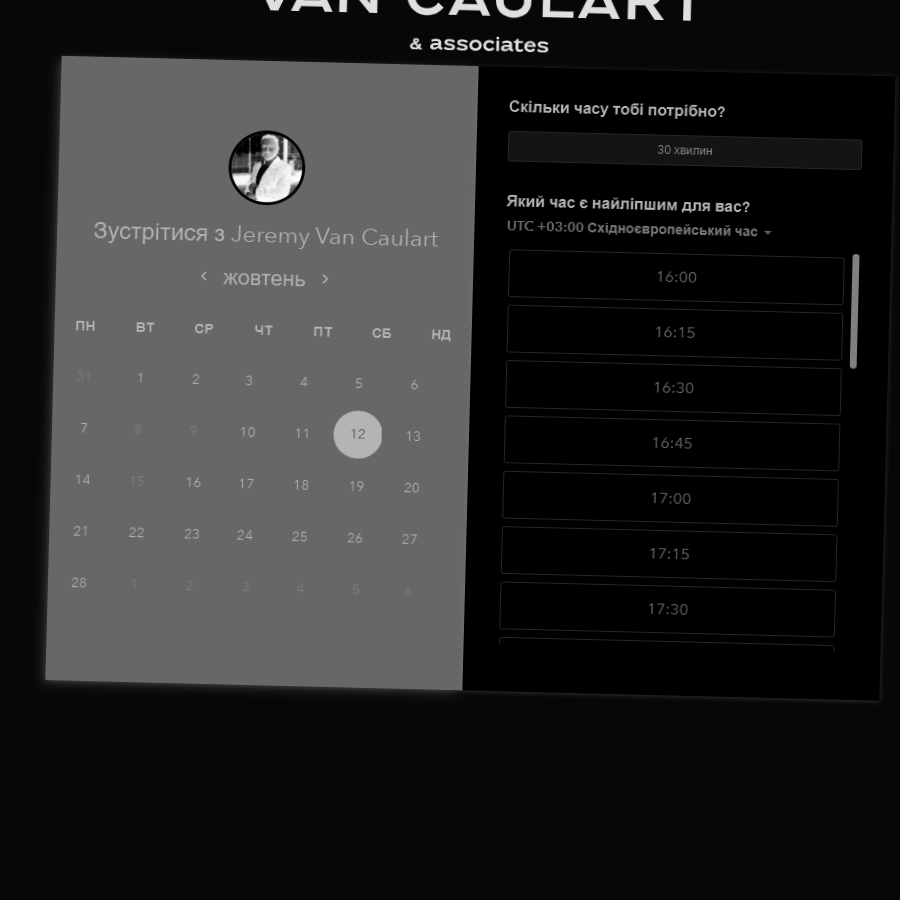 VAN CAULART
& associates
Зустрітися з Jeremy Van Caulart
жовтень
ПН ВТ СР ЧТ ПТ СБ НД
31 1 2 3 4 5 6
7 8 9 10 11 12 13
14 15 16 17 18 19 20
21 22 23 24 25 26 27
28 1 2 3 4 5 6
Скільки часу тобі потрібно?
30 хвилин
Який час є найліпшим для вас?
UTC +03:00 Східноєвропейський час
16:00
16:15
16:30
16:45
17:00
17:15
17:30